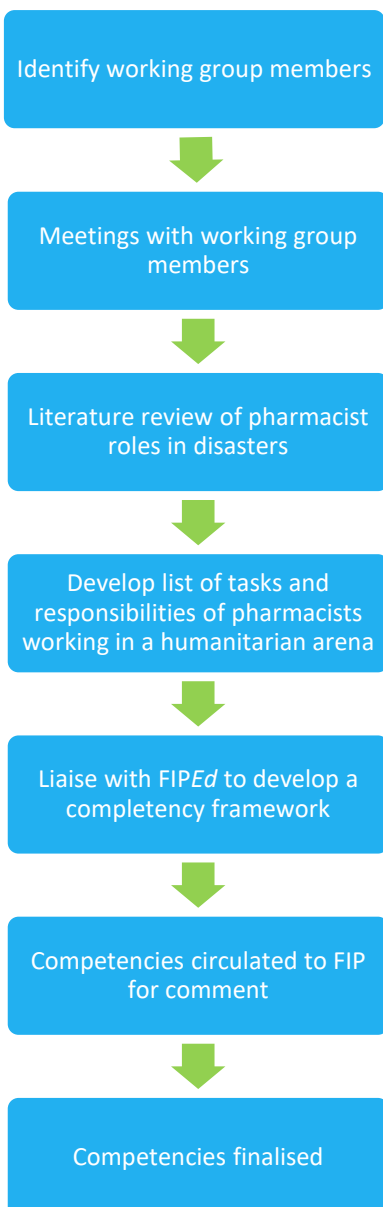 Identify working group members
Meetings with working group
members
Literature review of pharmacist
roles in disasters
Develop list of tasks and
responsibilities of pharmacists
working in a humanitarian arena
Liaise with FIPEd to develop a
completency framework
Competencies circulated to FIP
for comment
Competencies finalised